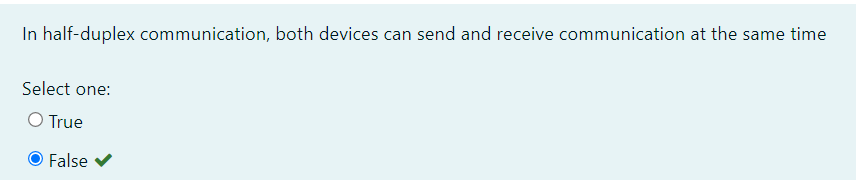 In half-duplex communication, both devices can send and receive communication at the same time
Select one:
True
False